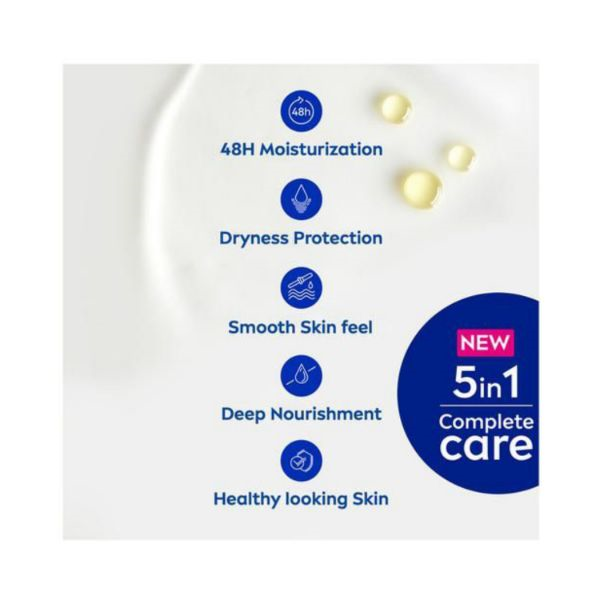 48h
48H Moisturization
Dryness Protection
Smooth Skin feel
Deep Nourishment
Healthy looking Skin
NEW
5in1
Complete
care